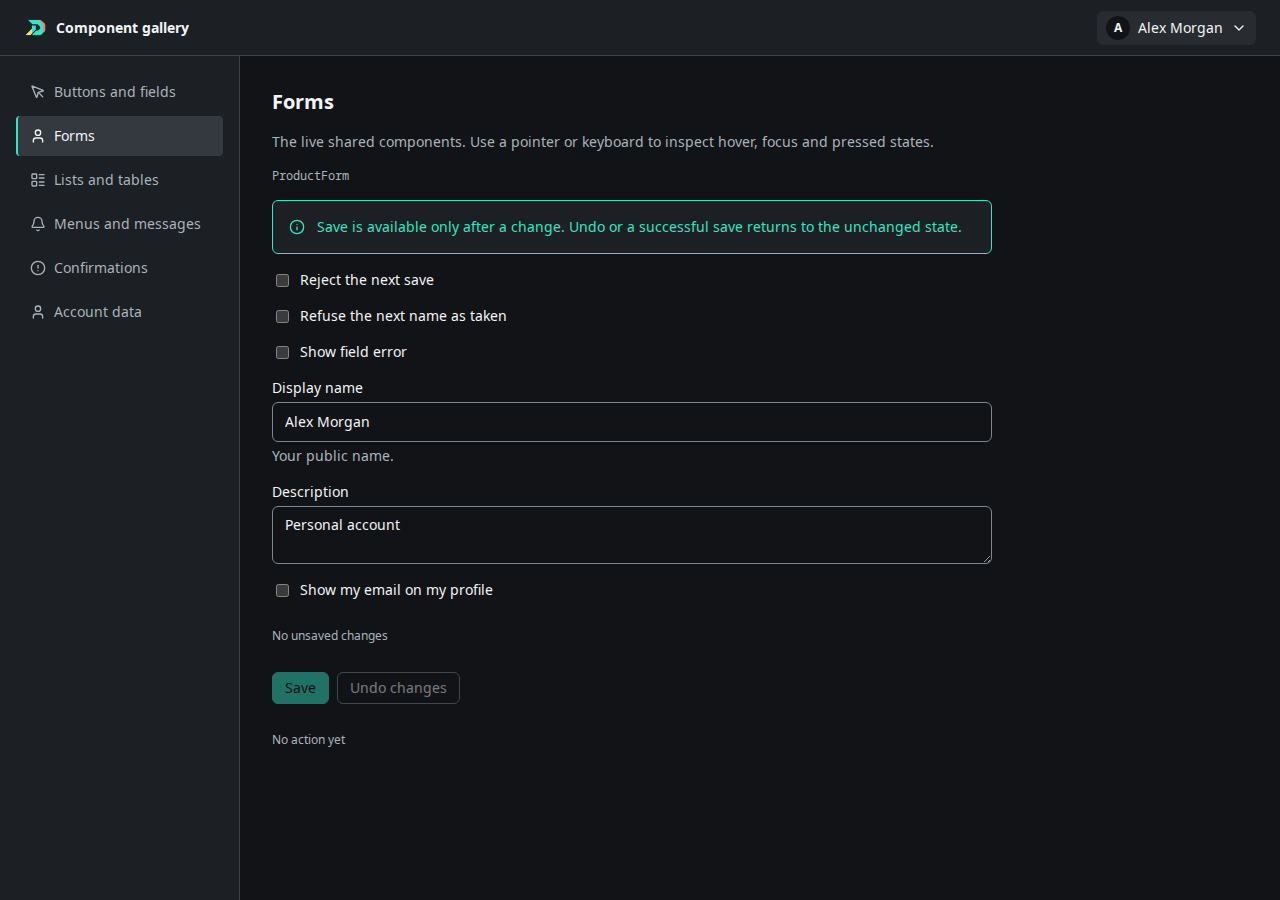 Component gallery
A Alex Morgan
Buttons and fields
Forms
Lists and tables
Menus and messages
Confirmations
Account data
Forms
The live shared components. Use a pointer or keyboard to inspect hover, focus and pressed states.
ProductForm
Save is available only after a change. Undo or a successful save returns to the unchanged state.
Reject the next save
Refuse the next name as taken
Show field error
Display name
Alex Morgan
Your public name.
Description
Personal account
Show my email on my profile
No unsaved changes
Save Undo changes
No action yet